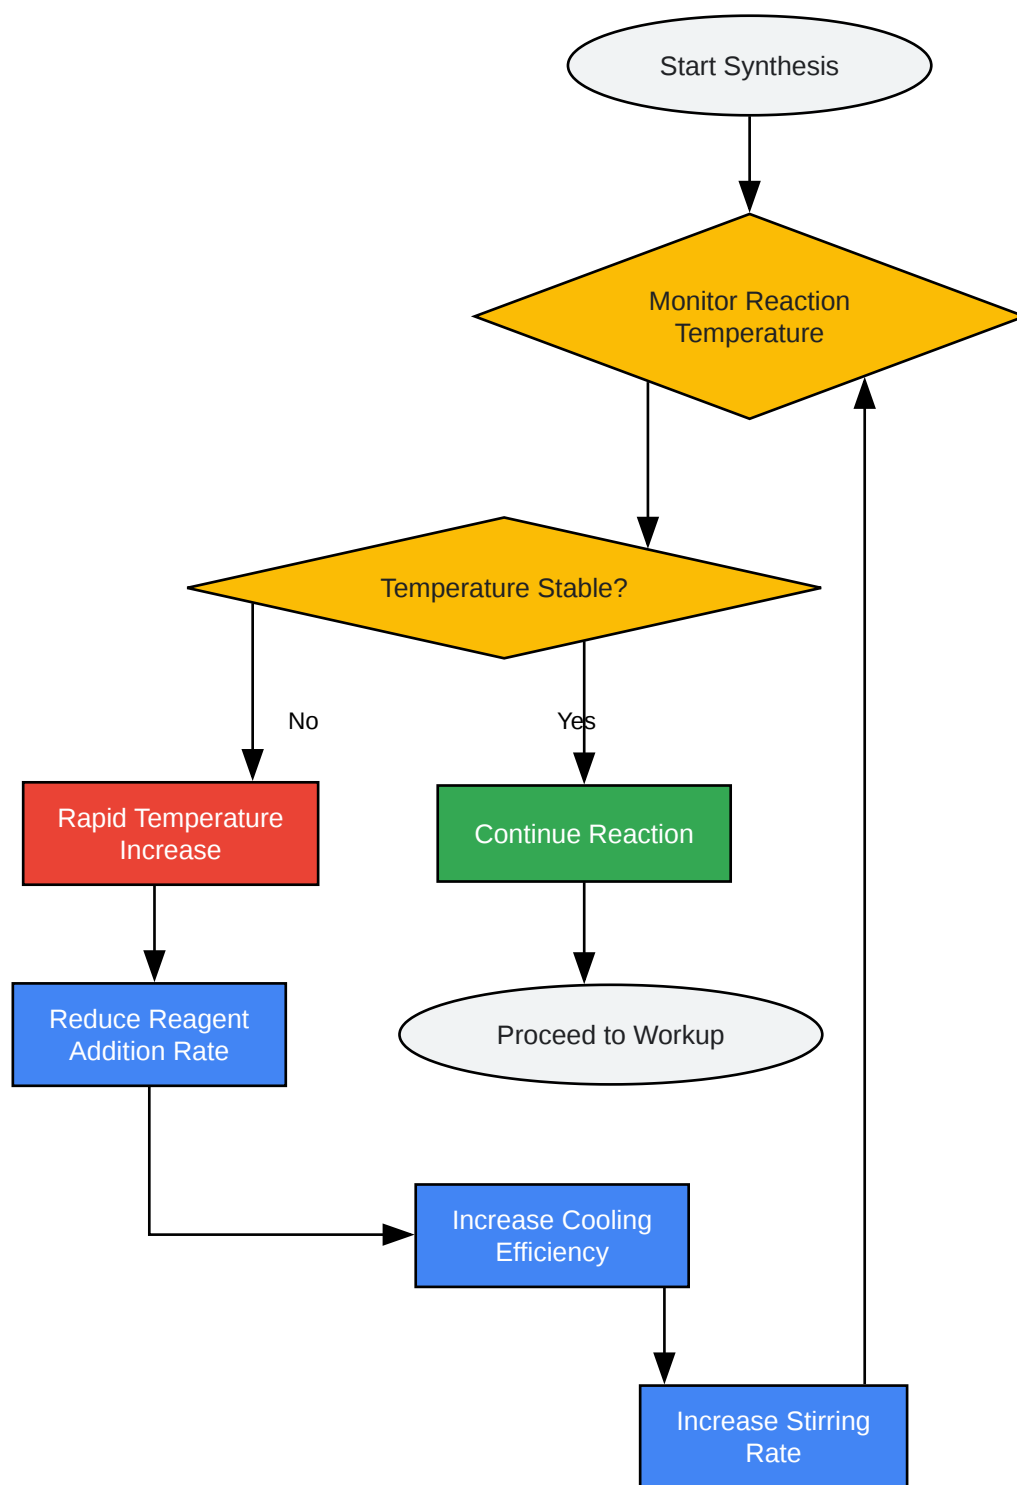 Start Synthesis
Monitor Reaction
Temperature
Temperature Stable?
No
Yes
Rapid Temperature
Increase
Continue Reaction
Reduce Reagent
Addition Rate
Proceed to Workup
Increase Cooling
Efficiency
Increase Stirring
Rate